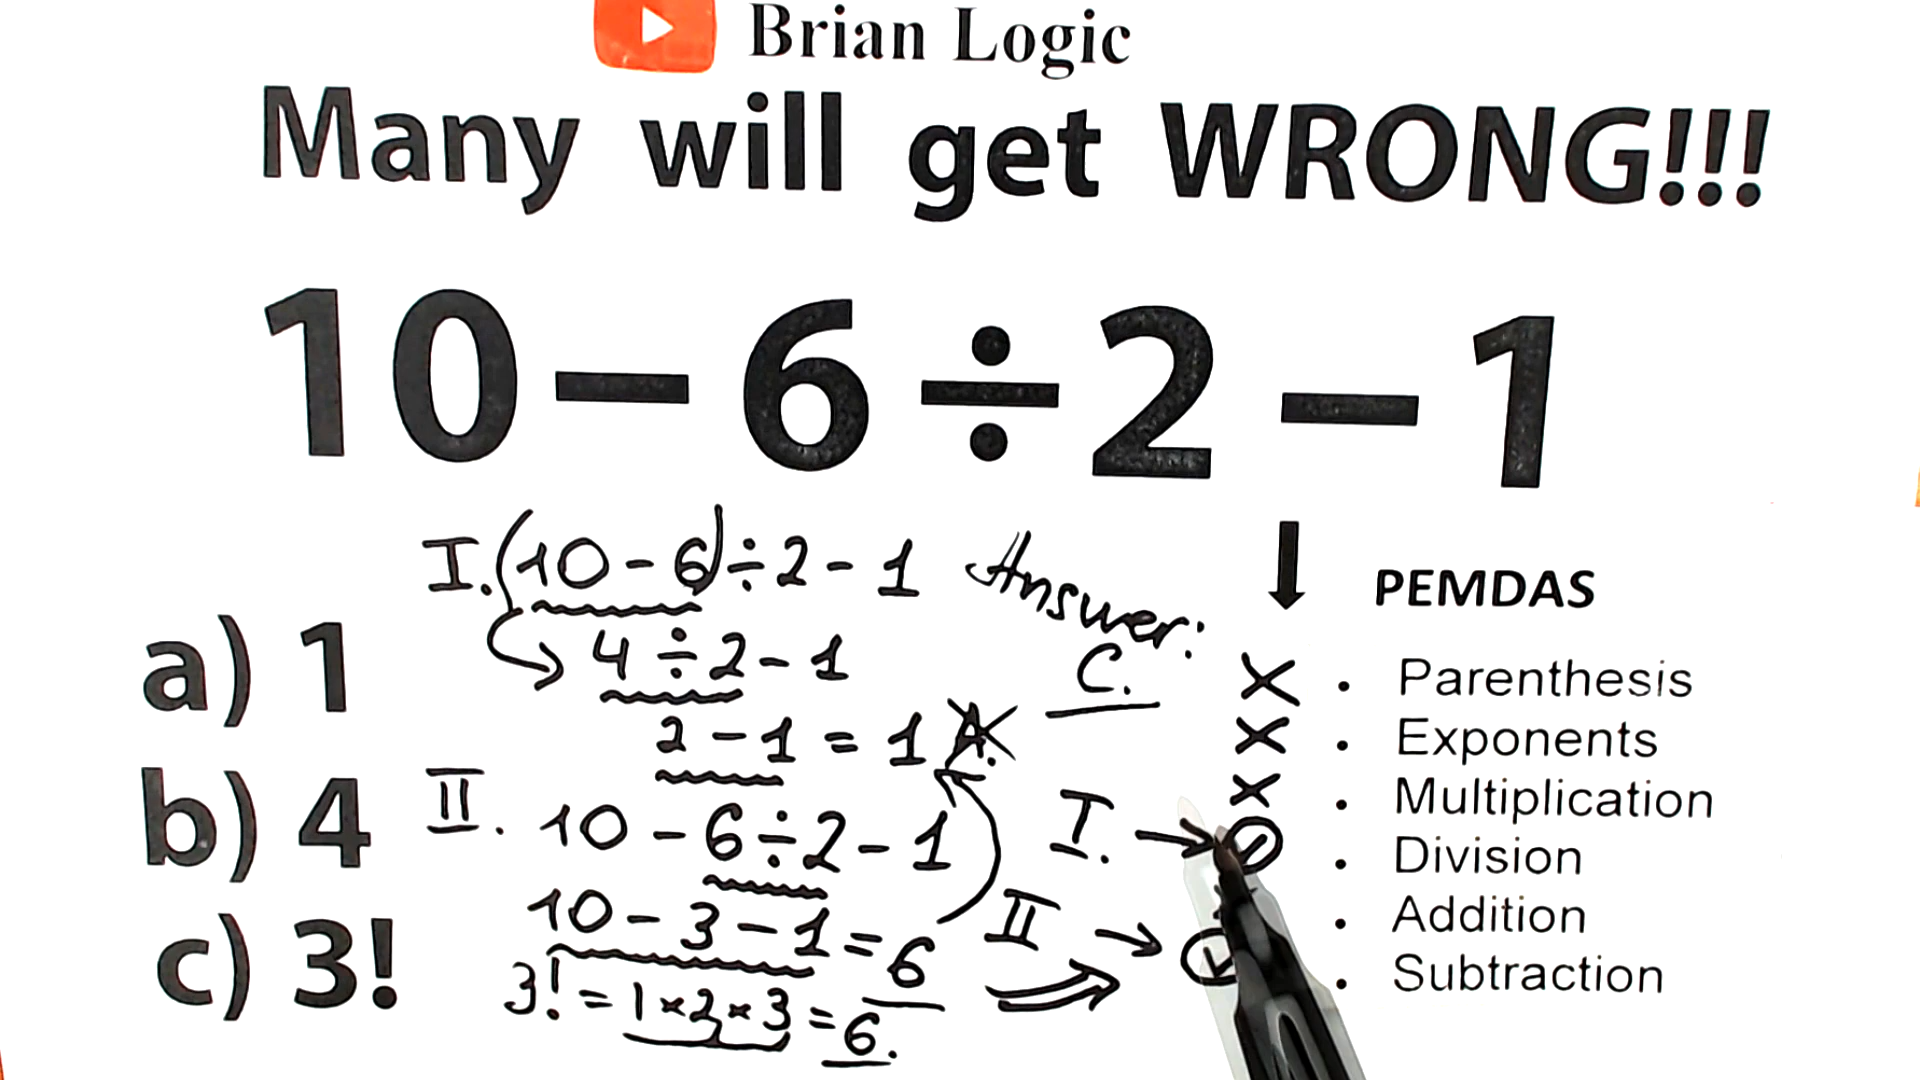 Brian Logic
Many will get WRONG!!!
10 – 6 ÷ 2 – 1
I. (10 - 6) ÷ 2 - 1
4 ÷ 2 - 1
2 - 1 = 1 A.
II. 10 - 6 ÷ 2 - 1
10 - 3 - 1 = 6
3! = 1 × 2 × 3 = 6.
Answer:
C.
a) 1
b) 4
c) 3!
I. →
II →
PEMDAS
• Parenthesis
• Exponents
• Multiplication
• Division
• Addition
• Subtraction